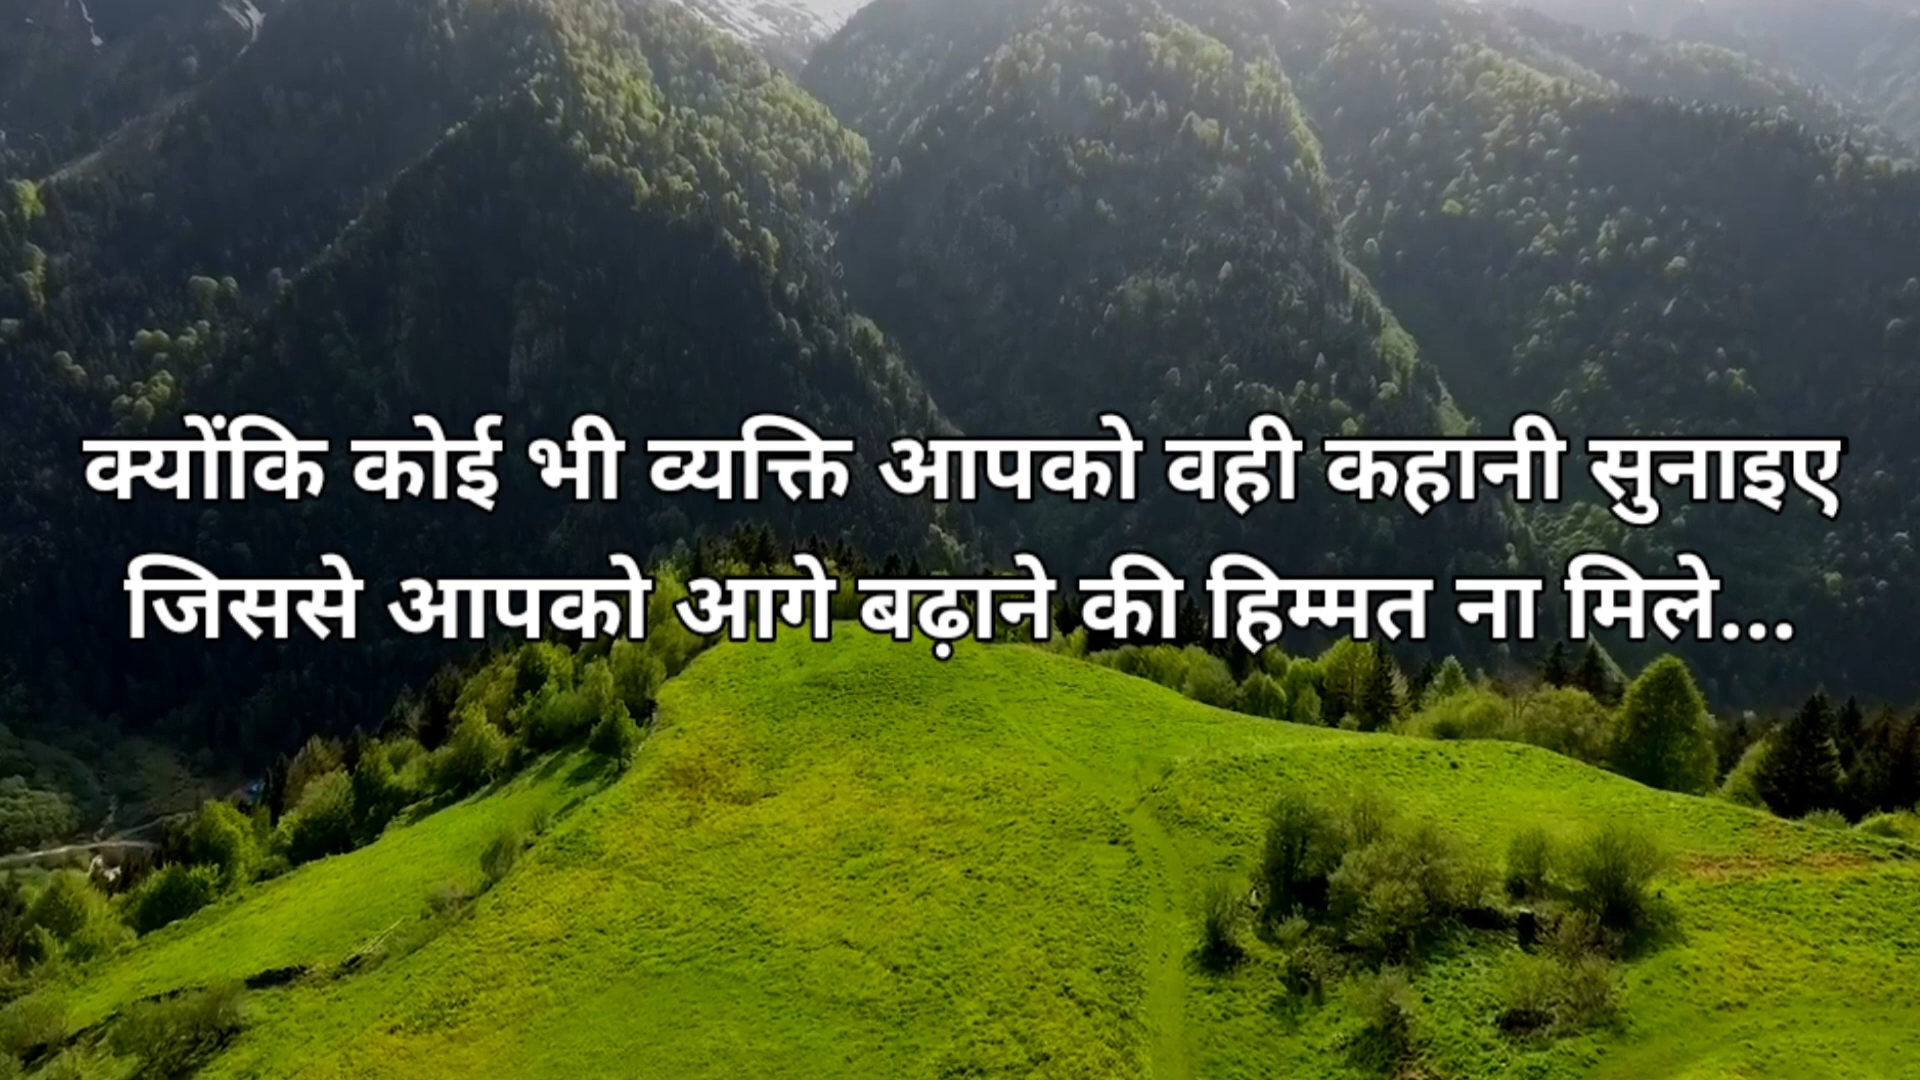 क्योंकि कोई भी व्यक्ति आपको वही कहानी सुनाइए
जिससे आपको आगे बढ़ाने की हिम्मत ना मिले...